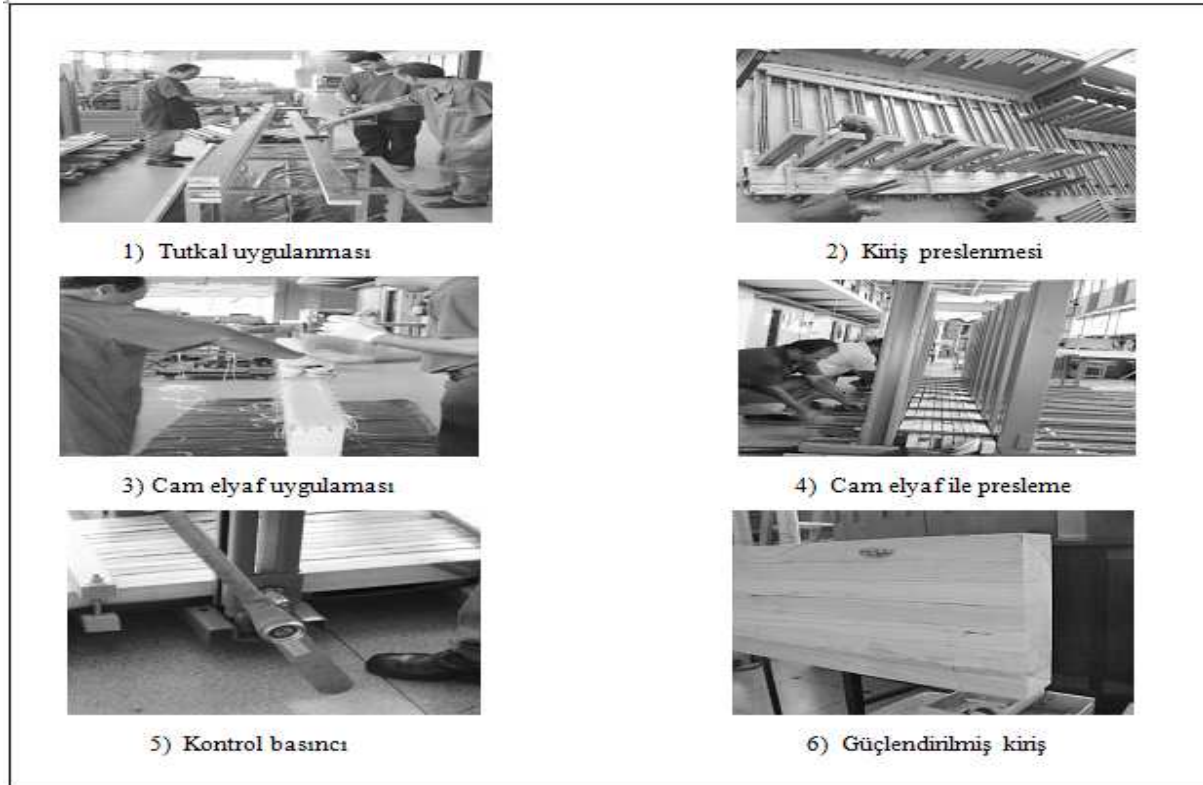 1) Tutkal uygulanması
2) Kiriş preslenmesi
3) Cam elyaf uygulaması
4) Cam elyaf ile presleme
5) Kontrol basıncı
6) Güçlendirilmiş kiriş